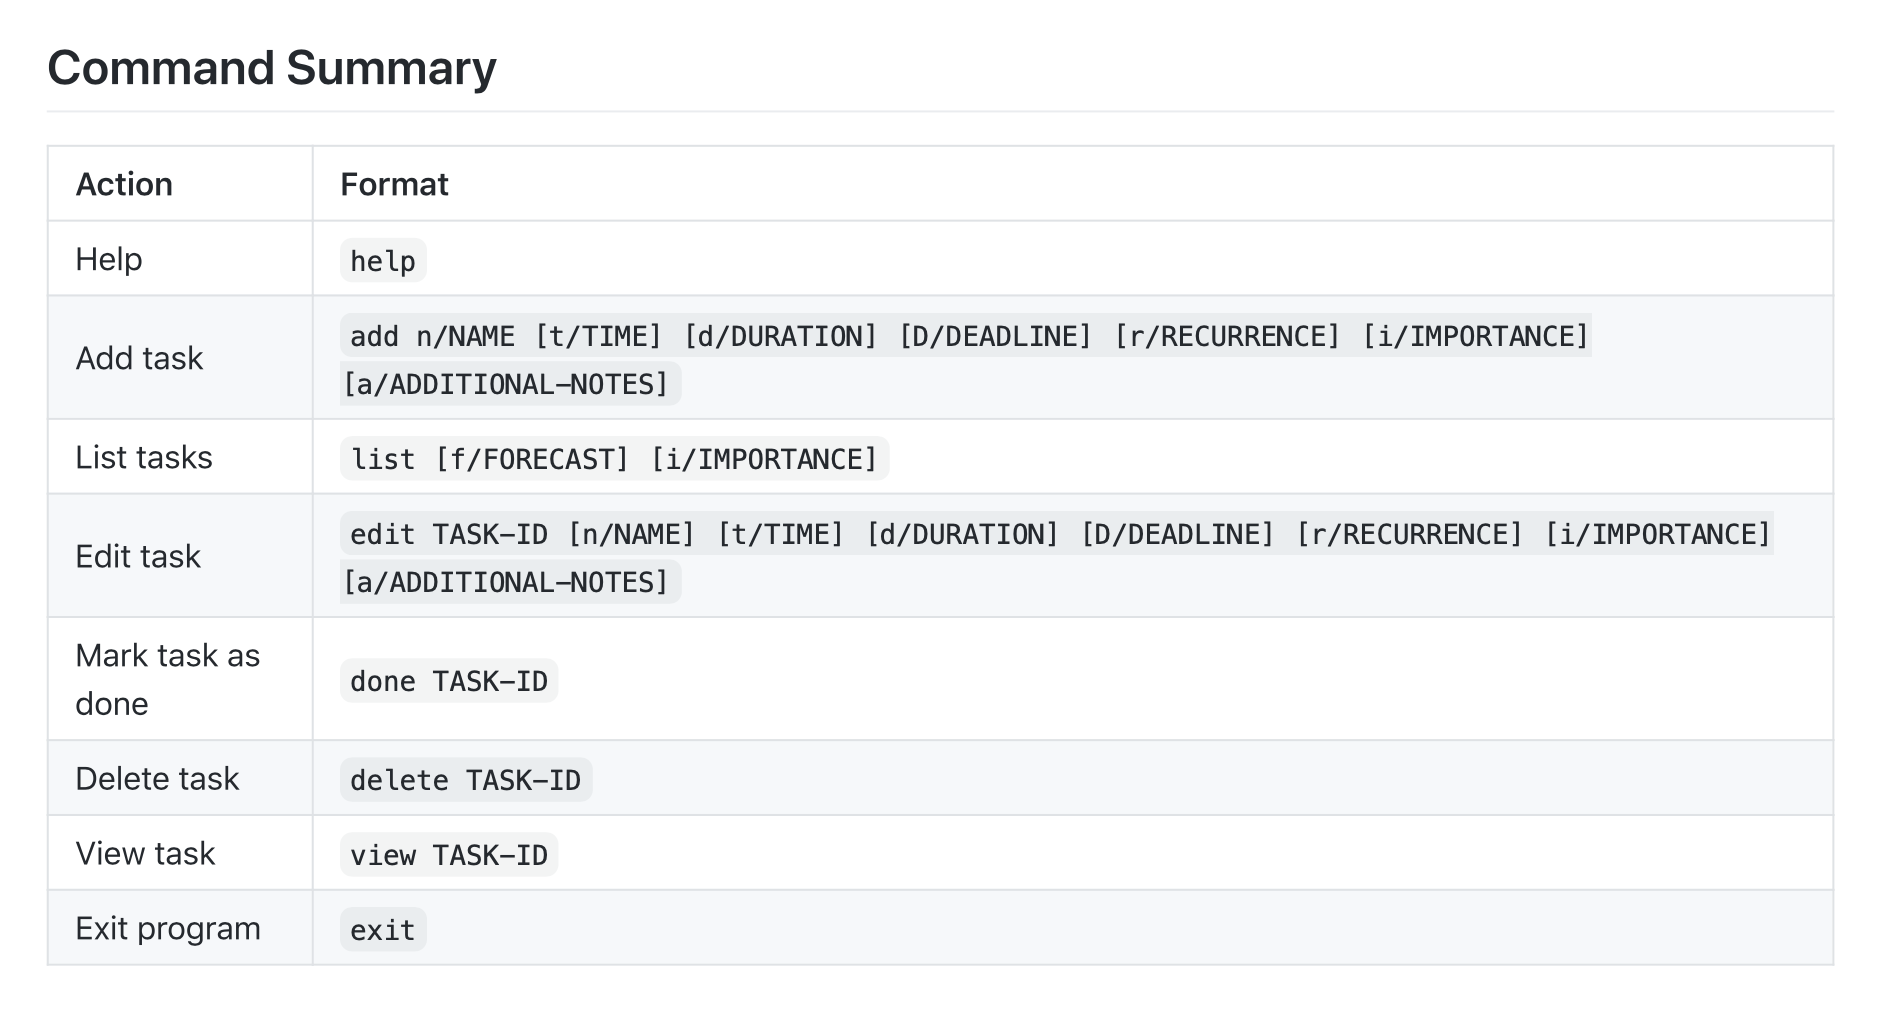 Command Summary
Action Format
Help help
Add task add n/NAME [t/TIME] [d/DURATION] [D/DEADLINE] [r/RECURRENCE] [i/IMPORTANCE]
[a/ADDITIONAL-NOTES]
List tasks list [f/FORECAST] [i/IMPORTANCE]
Edit task edit TASK-ID [n/NAME] [t/TIME] [d/DURATION] [D/DEADLINE] [r/RECURRENCE] [i/IMPORTANCE]
[a/ADDITIONAL-NOTES]
Mark task as
done
done TASK-ID
Delete task delete TASK-ID
View task view TASK-ID
Exit program exit